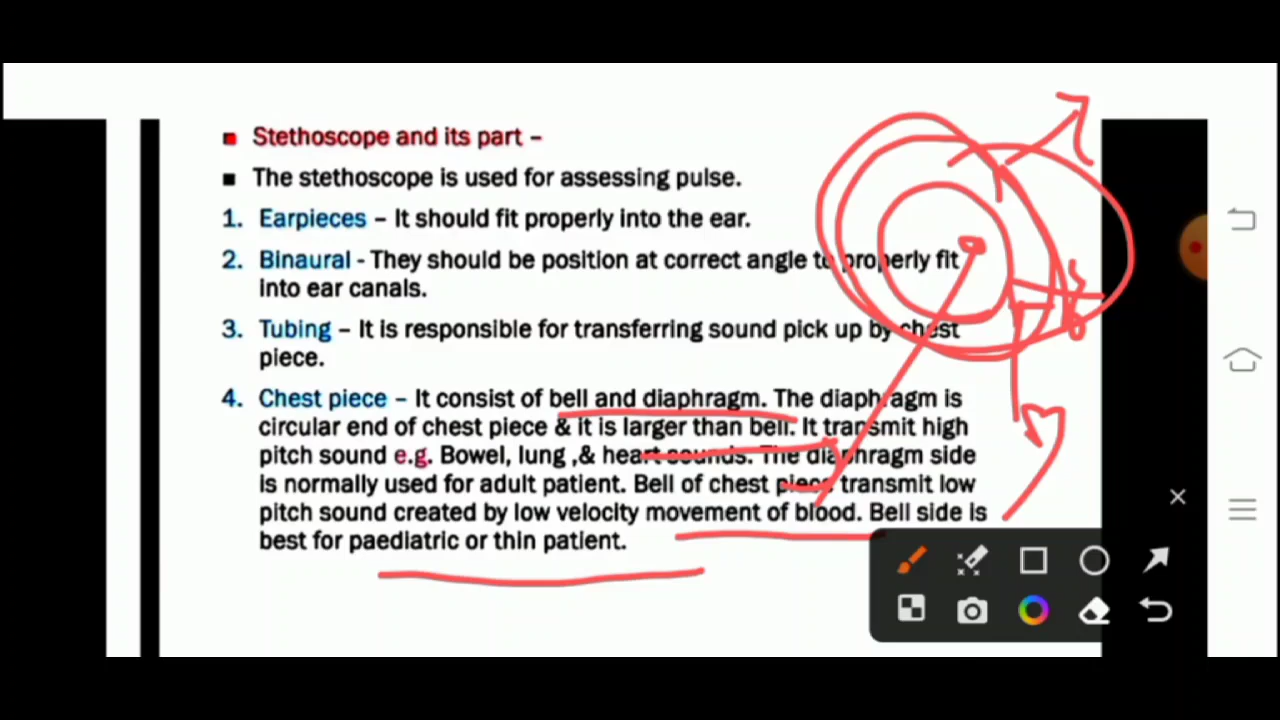 ■ Stethoscope and its part –
■ The stethoscope is used for assessing pulse.
1. Earpieces – It should fit properly into the ear.
2. Binaural - They should be position at correct angle to properly fit
into ear canals.
3. Tubing – It is responsible for transferring sound pick up by chest
piece.
4. Chest piece – It consist of bell and diaphragm. The diaphragm is
circular end of chest piece & it is larger than bell. It transmit high
pitch sound e.g. Bowel, lung ,& heart sounds. The diaphragm side
is normally used for adult patient. Bell of chest piece transmit low
pitch sound created by low velocity movement of blood. Bell side is
best for paediatric or thin patient.